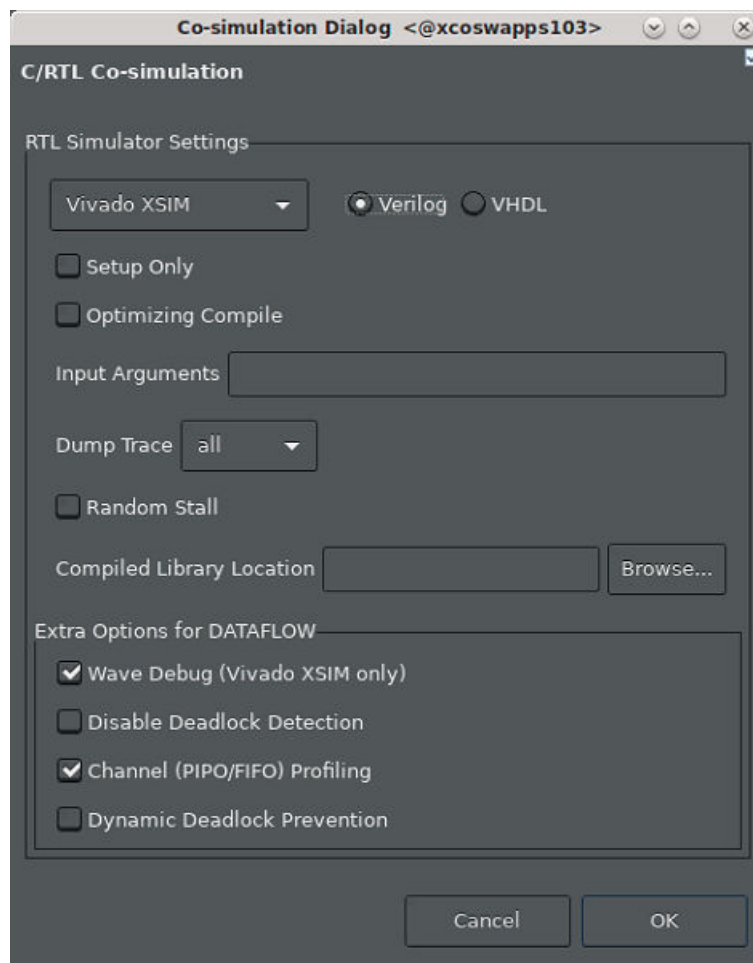 Co-simulation Dialog <@xcoswapps103>
C/RTL Co-simulation
RTL Simulator Settings
Vivado XSIM Verilog VHDL
Setup Only
Optimizing Compile
Input Arguments
Dump Trace all
Random Stall
Compiled Library Location Browse...
Extra Options for DATAFLOW
Wave Debug (Vivado XSIM only)
Disable Deadlock Detection
Channel (PIPO/FIFO) Profiling
Dynamic Deadlock Prevention
Cancel OK